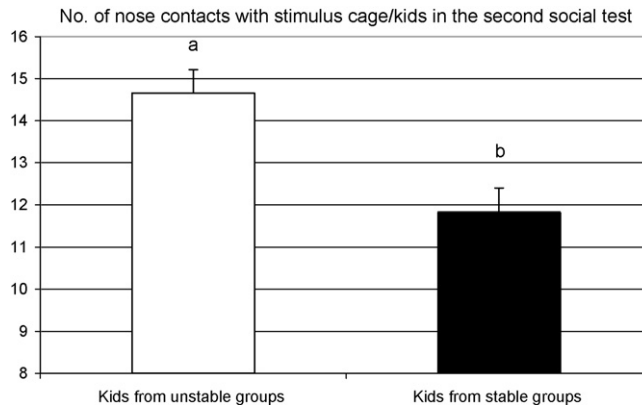 No. of nose contacts with stimulus cage/kids in the second social test
16
15
14
13
12
11
10
9
8
a
b
Kids from unstable groups
Kids from stable groups